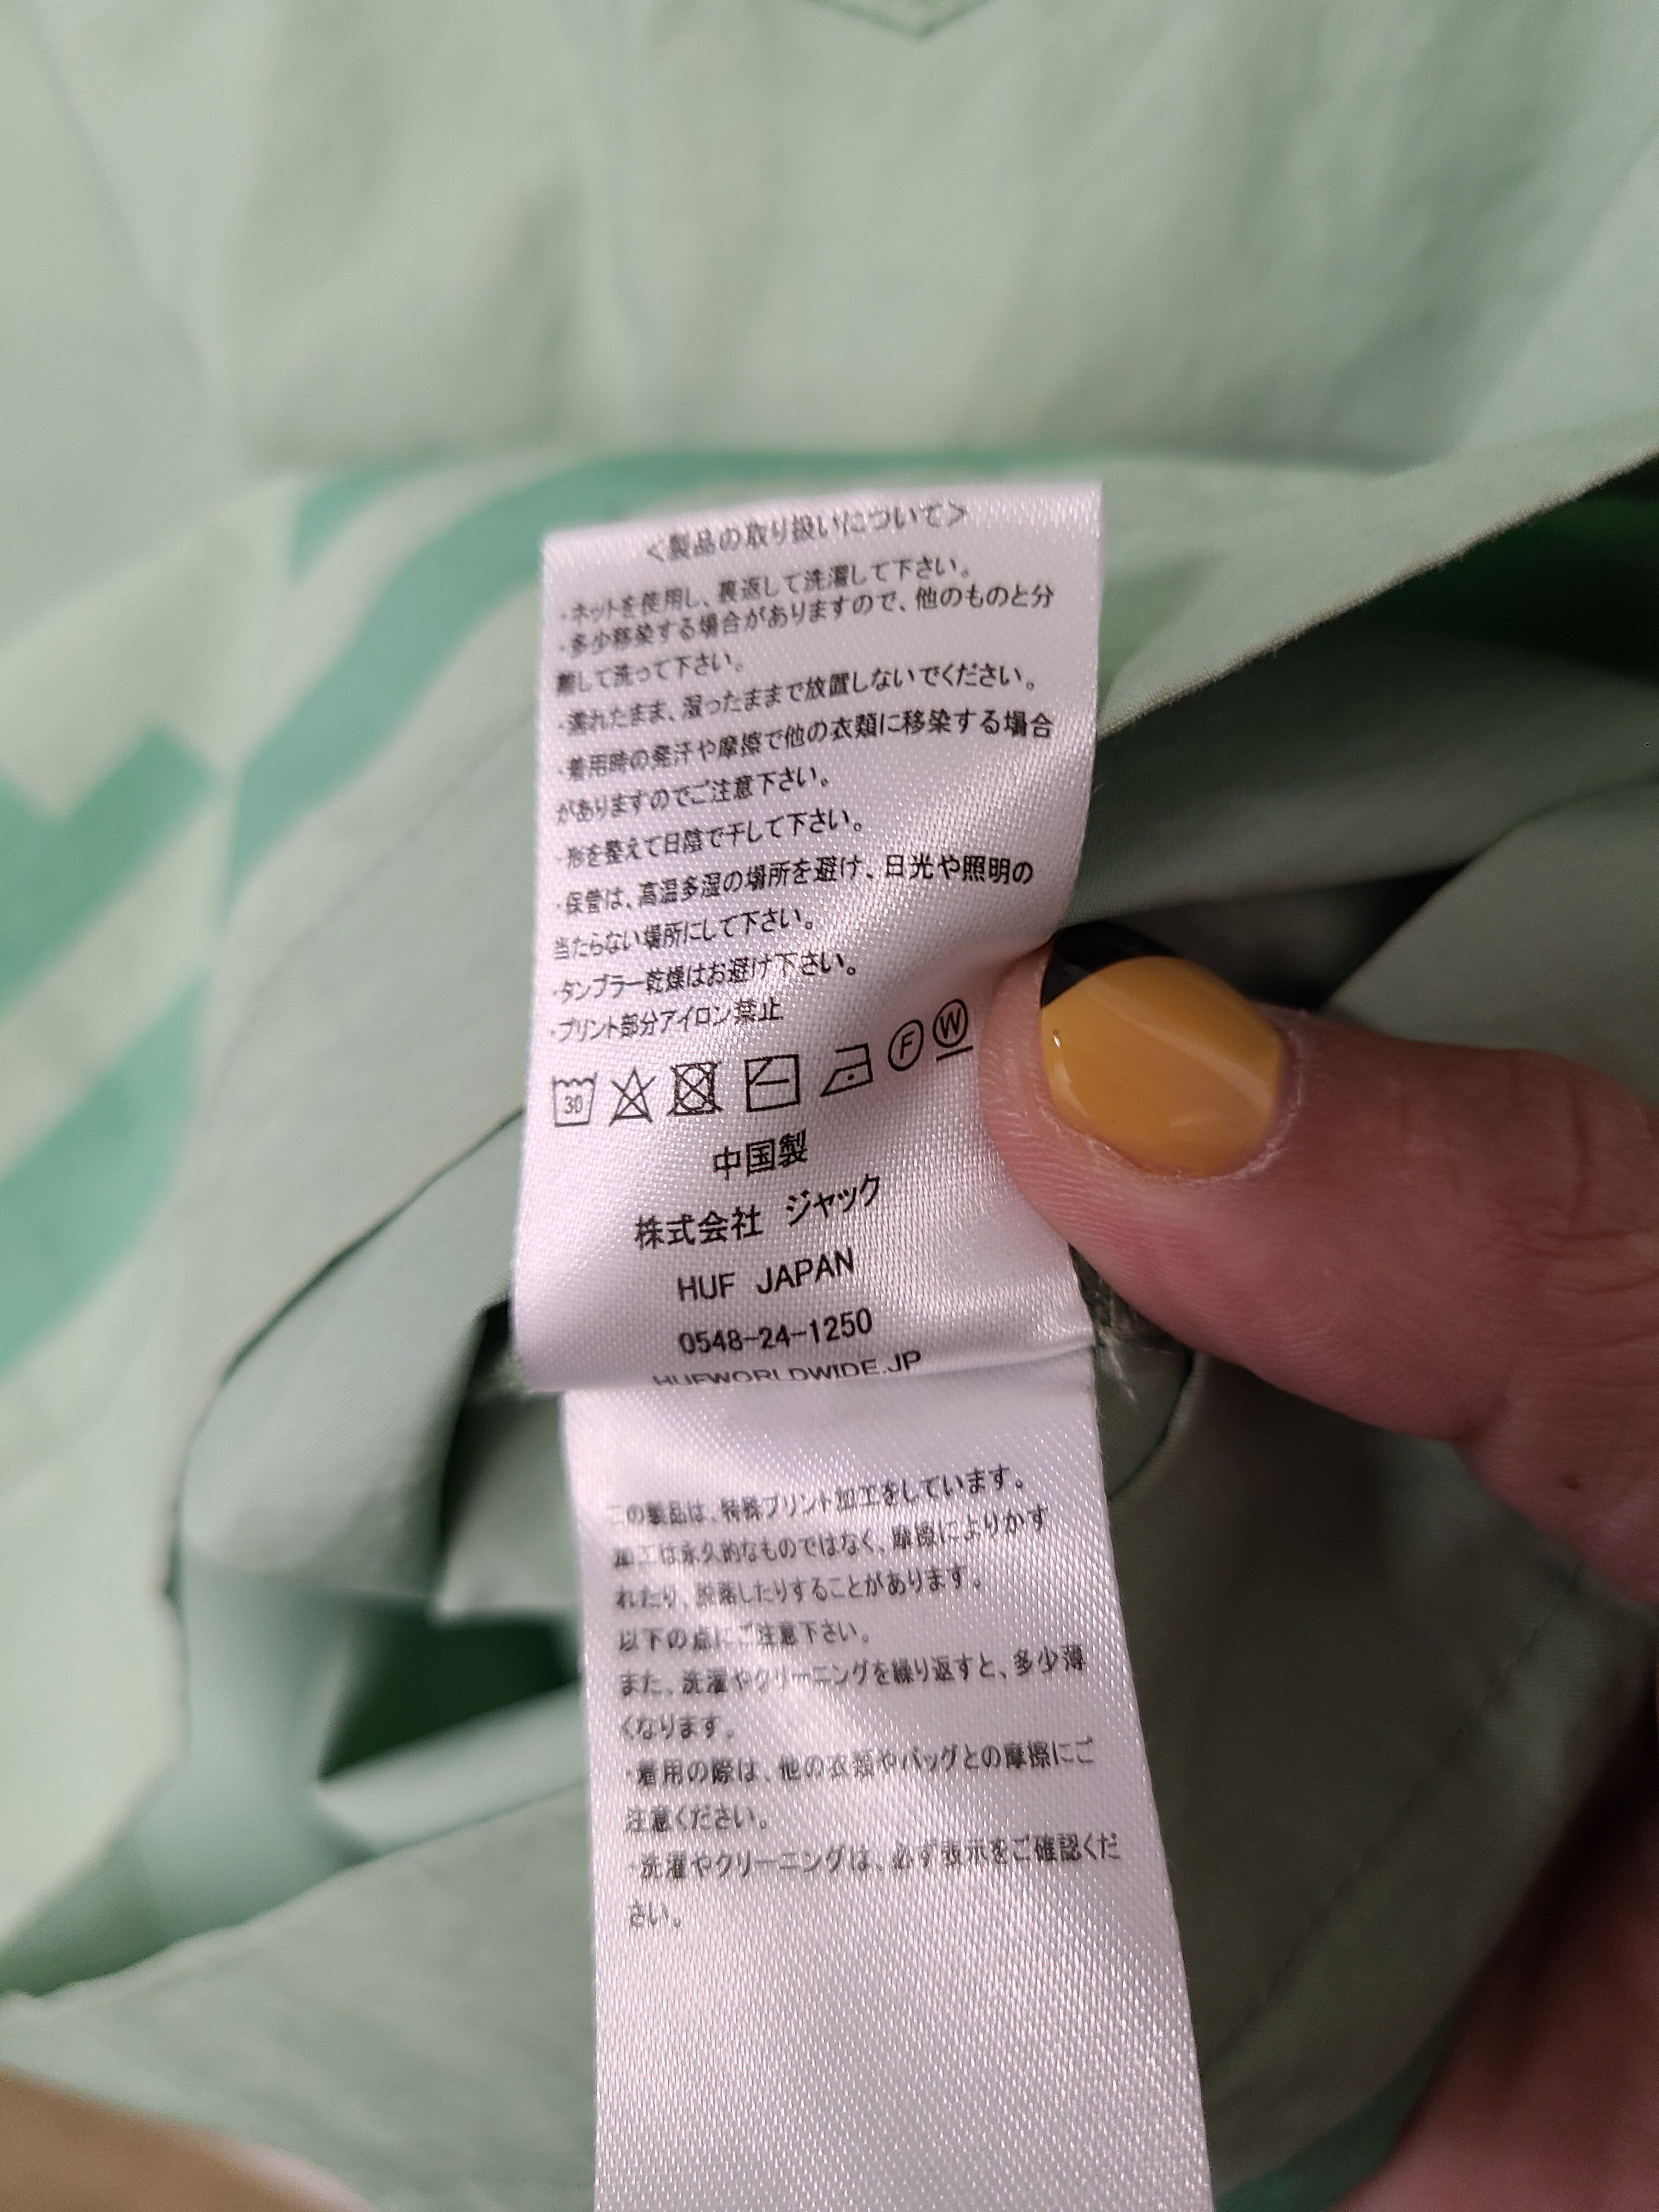 <製品の取り扱いについて>
・ネットを使用し、裏返して洗濯して下さい。
・多少移染する場合がありますので、他のものと分
離して洗って下さい。
・濡れたまま、湿ったままで放置しないでください。
・着用時の発汗や摩擦で他の衣類に移染する場合
がありますのでご注意下さい。
・形を整えて日陰で干して下さい。
・保管は、高温多湿の場所を避け、日光や照明の
当たらない場所にして下さい。
・タンブラー乾燥はお避け下さい。
・プリント部分アイロン禁止
30 F W
中国製
株式会社 ジャック
HUF JAPAN
0548-24-1250
HUFWORLDWIDE.JP
この製品は、特殊プリント加工をしています。
加工は永久的なものではなく、摩擦によりかす
れたり、脱落したりすることがあります。
以下の点にご注意下さい。
また、洗濯やクリーニングを繰り返すと、多少薄
くなります。
・着用の際は、他の衣類やバッグとの摩擦にご
注意ください。
・洗濯やクリーニングは、必ず表示をご確認くだ
さい。